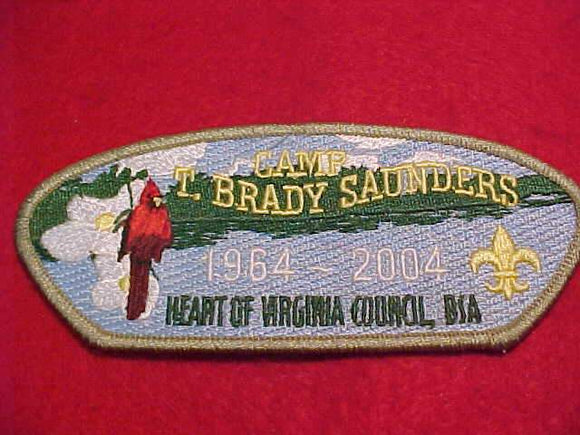 CAMP
T. BRADY SAUNDERS
1964 ~ 2004
HEART OF VIRGINIA COUNCIL, BSA